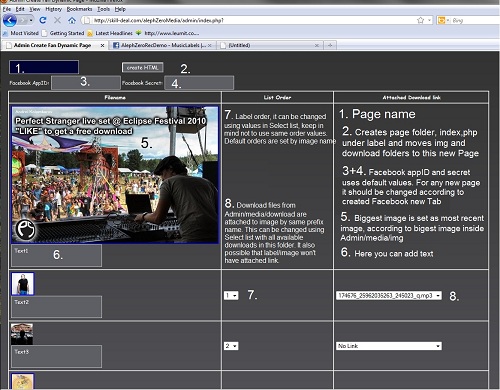 Admin Create Fan Dynamic Page - Mozilla Firefox
File Edit View History Bookmarks Tools Help
http://skill-deal.com/alephZeroMedia/admin/index.php?
Bing
Most Visited Getting Started Latest Headlines http://www.leumit.co....
Admin Create Fan Dynamic Page AlephZeroRecDemo - MusicLabels |... (Untitled)
1. create HTML 2.
Facebook AppID: 3. Facebook Secret: 4.
Filename List Order Attached Download link
Perfect Stranger live set @ Eclipse Festival 2010
"LIKE" to get a free download
5.
Text1 6.
7. Label order, it can be changed
using values in Select list, keep in
mind not to use same order values.
Default orders are set by image name
8. Download files from
Admin/media/download are
attached to image by same prefix
name. This can be changed using
Select list with all available
downloads in this folder. It also
possible that label/image won't
have attached link.
1. Page name
2. Creates page folder, index.php
under label and moves img and
download folders to this new Page
3+4. Facebook appID and secret
uses default values. For any new page
it should be changed according to
created Facebook new Tab
5. Biggest image is set as most recent
image, according to bigest image inside
Admin/media/img
6. Here you can add text
Text2 1 7. 174676_25962035263_245023_q.mp3 8.
Text3 2 No Link